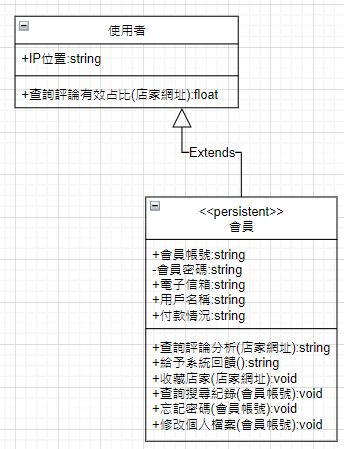 使用者
+IP位置:string
+查詢評論有效占比(店家網址):float
Extends
<<persistent>>
會員
+會員帳號:string
-會員密碼:string
+電子信箱:string
+用戶名稱:string
+付款情況:string
+查詢評論分析(店家網址):string
+給予系統回饋():string
+收藏店家(店家網址):void
+查詢搜尋紀錄(會員帳號):void
+忘記密碼(會員帳號):void
+修改個人檔案(會員帳號):void